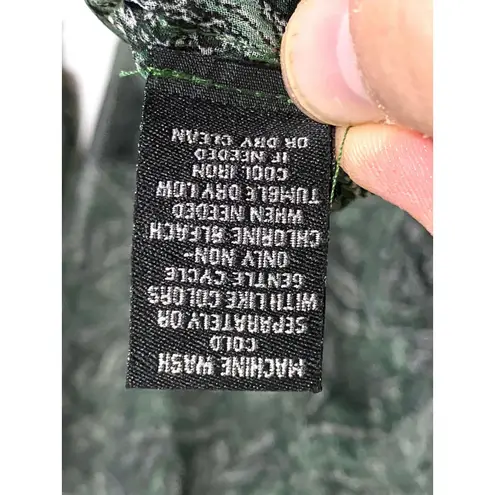 MACHINE WASH
COLD
SEPARATELY OR
WITH LIKE COLORS
GENTLE CYCLE
ONLY NON-
CHLORINE BLEACH
WHEN NEEDED
TUMBLE DRY LOW
COOL IRON
IF NEEDED
OR DRY CLEAN